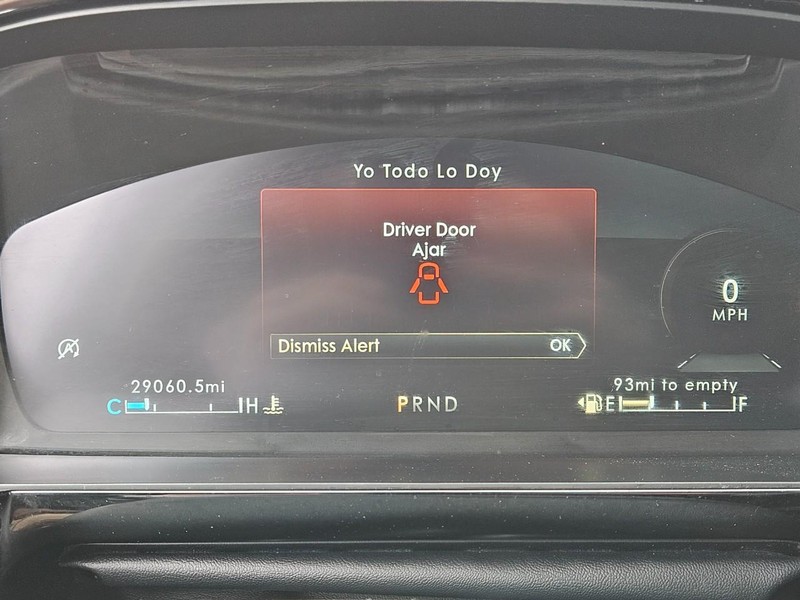 Yo Todo Lo Doy
Driver Door
Ajar
Dismiss Alert OK
0
MPH
A
29060.5mi
93mi to empty
C H
PRND
E F